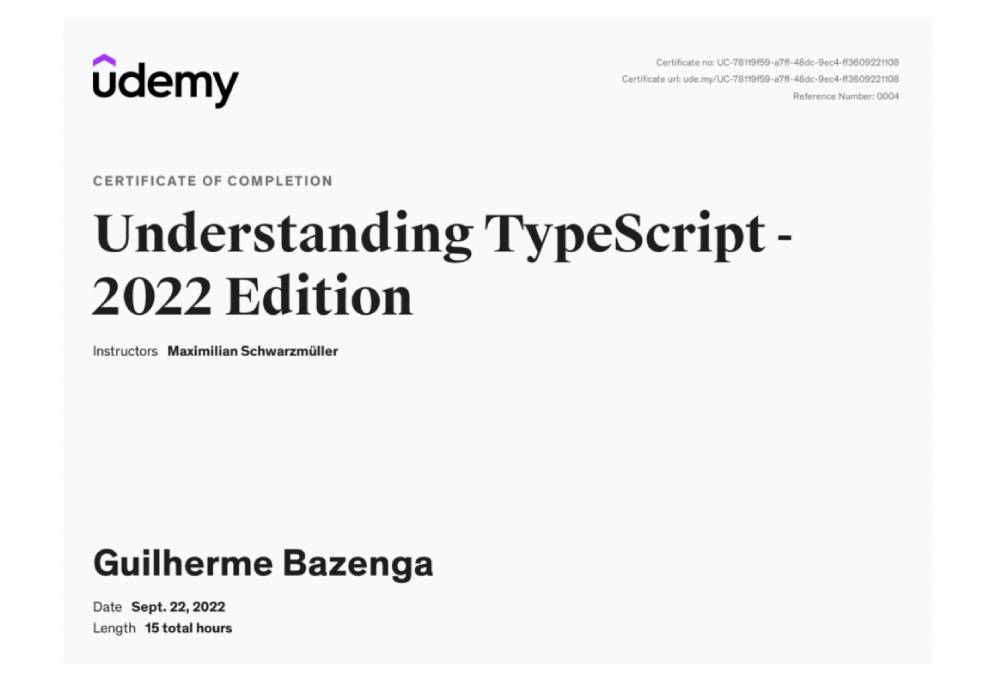 udemy
Certificate no: UC-78119f59-a7ff-48dc-9ec4-ff3609221108
Certificate url: ude.my/UC-78119f59-a7ff-48dc-9ec4-ff3609221108
Reference Number: 0004
CERTIFICATE OF COMPLETION
Understanding TypeScript -
2022 Edition
Instructors Maximilian Schwarzmüller
Guilherme Bazenga
Date Sept. 22, 2022
Length 15 total hours